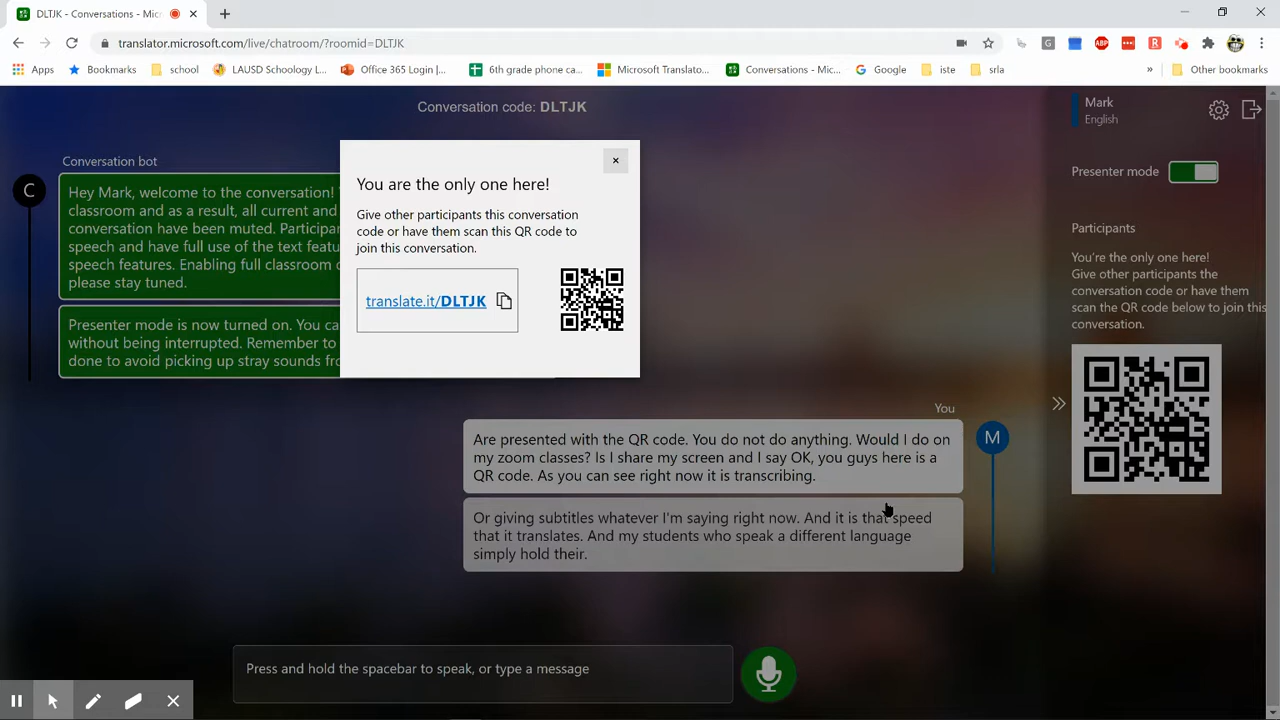 DLTJK - Conversations - Micr
translator.microsoft.com/live/chatroom/?roomid=DLTJK
Apps
Bookmarks
school
LAUSD Schoology L...
Office 365 Login |...
6th grade phone ca...
Microsoft Translato...
Conversations - Mic...
Google
iste
srla
»
Other bookmarks
Conversation code: DLTJK
Mark
English
Presenter mode
Participants
You're the only one here!
Give other participants the
conversation code or have them
scan the QR code below to join this
conversation.
Conversation bot
C
Hey Mark, welcome to the conversation!
classroom and as a result, all current and
conversation have been muted. Participa
speech and have full use of the text featu
speech features. Enabling full classroom
please stay tuned.
Presenter mode is now turned on. You ca
without being interrupted. Remember to
done to avoid picking up stray sounds fro
×
You are the only one here!
Give other participants this conversation
code or have them scan this QR code to
join this conversation.
translate.it/DLTJK
You
M
Are presented with the QR code. You do not do anything. Would I do on
my zoom classes? Is I share my screen and I say OK, you guys here is a
QR code. As you can see right now it is transcribing.
Or giving subtitles whatever I'm saying right now. And it is that speed
that it translates. And my students who speak a different language
simply hold their.
Press and hold the spacebar to speak, or type a message